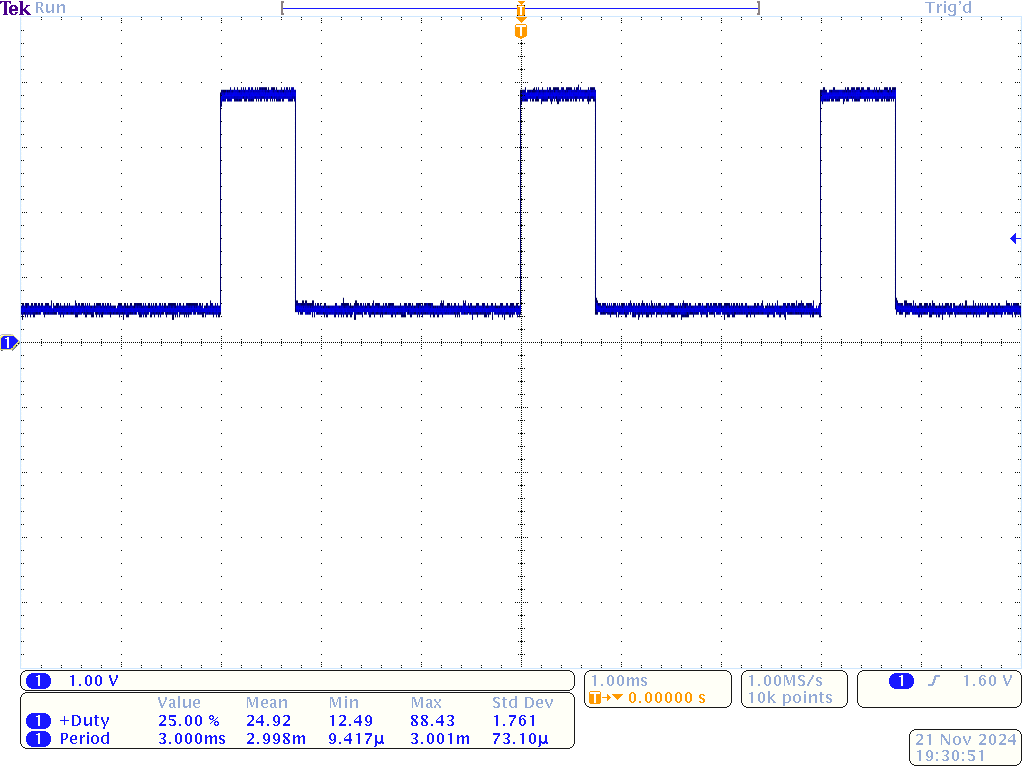 Tek Run Trig'd
T
T
1
1 1.00 V
1.00ms
T→▼ 0.00000 s
1.00MS/s
10k points
1 1.60 V
Value Mean Min Max Std Dev
1 +Duty 25.00 % 24.92 12.49 88.43 1.761
1 Period 3.000ms 2.998m 9.417µ 3.001m 73.10µ
21 Nov 2024
19:30:51